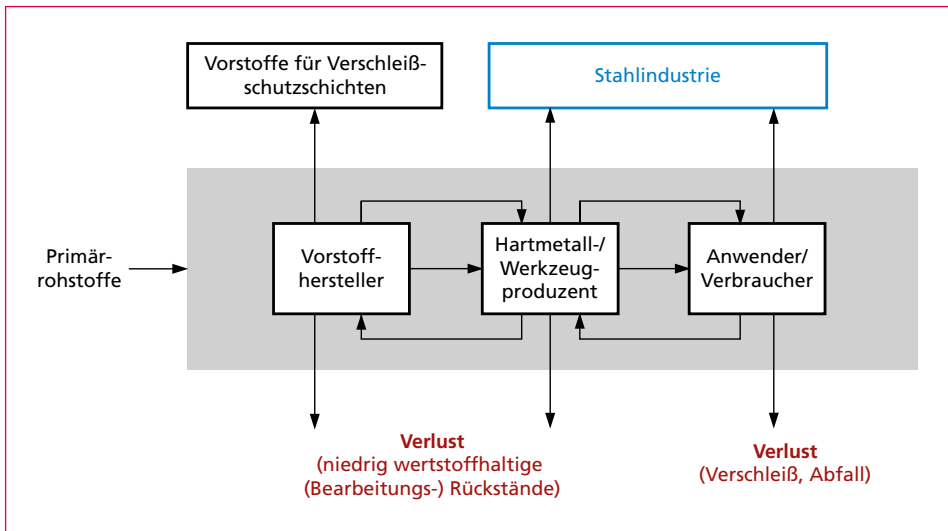 Vorstoffe für Verschleiß-
schutzschichten
Stahlindustrie
Primär-
rohstoffe
Vorstoff-
hersteller
Hartmetall-/
Werkzeug-
produzent
Anwender/
Verbraucher
Verlust
(niedrig wertstoffhaltige
(Bearbeitungs-) Rückstände)
Verlust
(Verschleiß, Abfall)